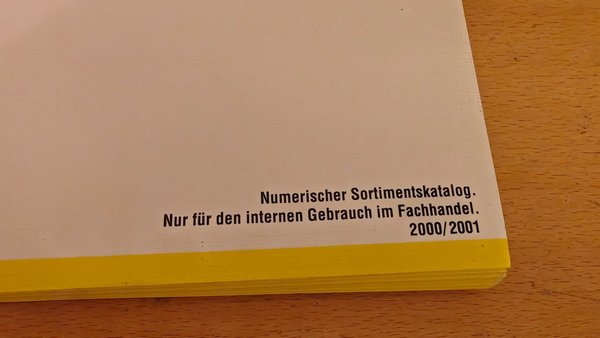 Numerischer Sortimentskatalog.
Nur für den internen Gebrauch im Fachhandel.
2000/2001